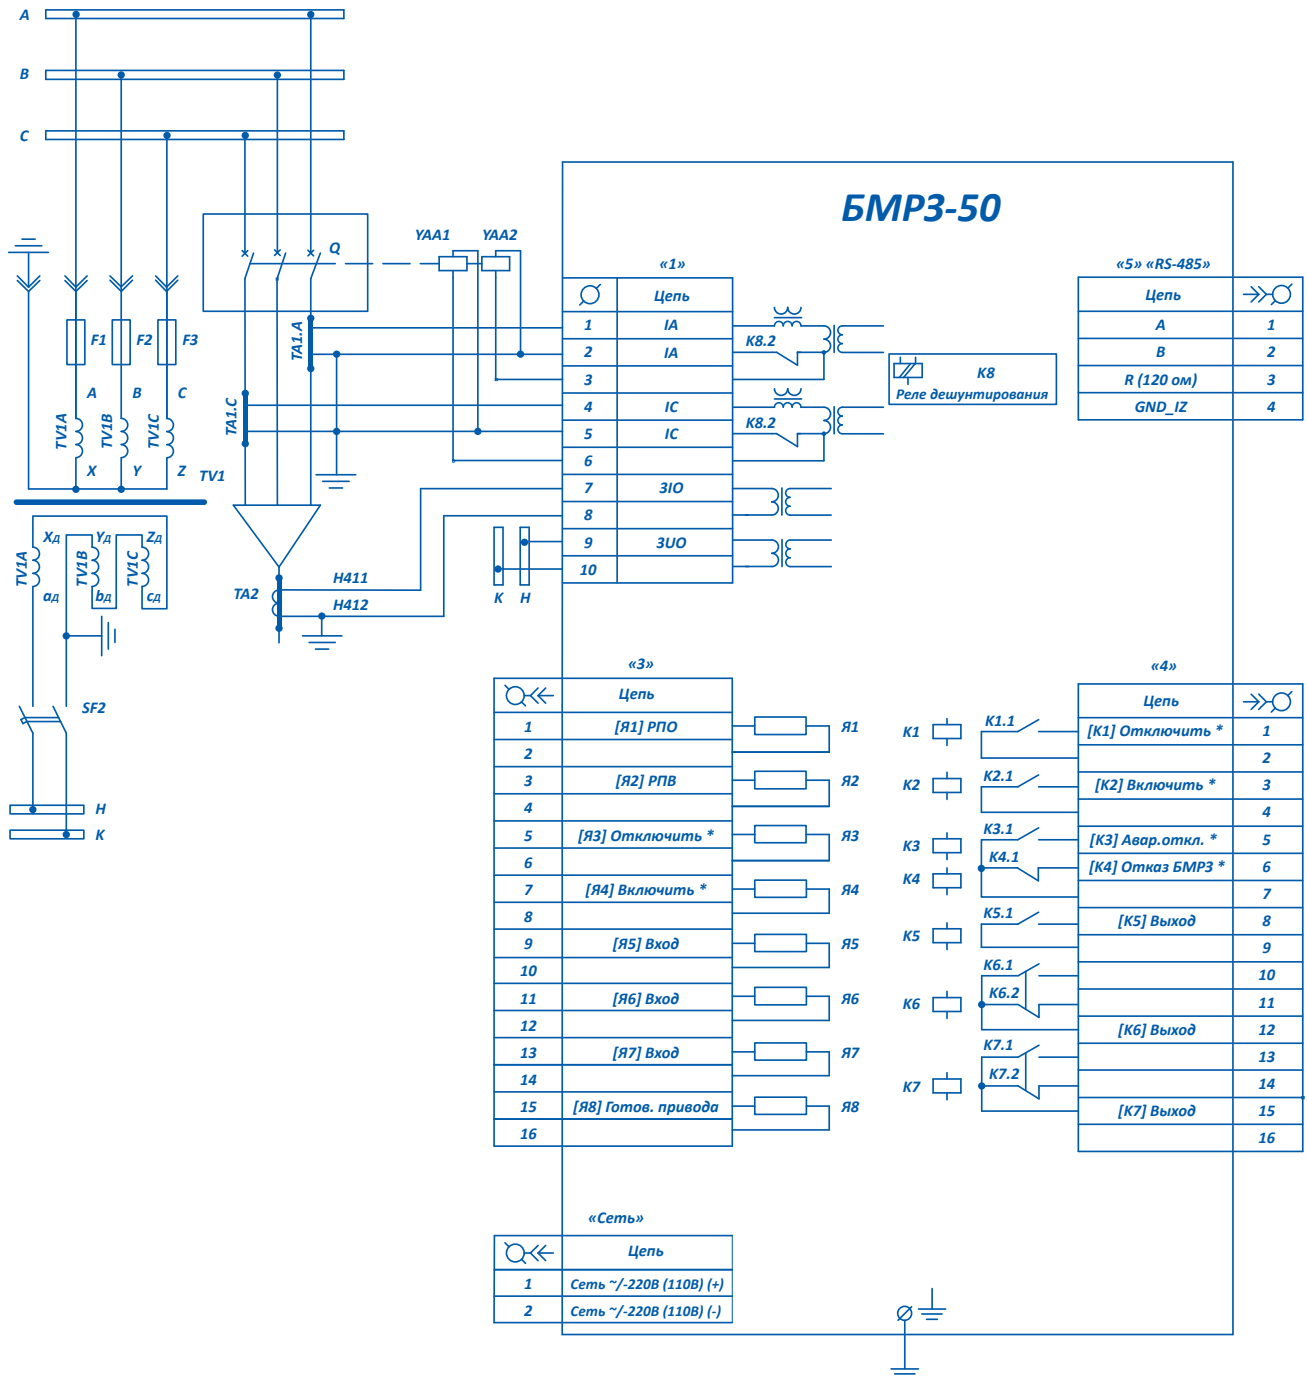 A
B
C
БМРЗ-50
YAA1
YAA2
Q
F1
F2
F3
A
B
C
TV1A
TV1B
TV1C
X
Y
Z
TV1
TA1.A
TA1.C
Xд
Yд
Zд
TV1A
TV1B
TV1C
aд
bд
cд
TA2
H411
H412
К
Н
SF2
Н
К
«1»
Цепь
1 IA
2 IA
3
4 IC
5 IC
6
7 3IO
8
9 3UO
10
K8.2
K8.2
K8
Реле дешунтирования
«5» «RS-485»
Цепь
A 1
B 2
R (120 ом) 3
GND_IZ 4
«3»
Цепь
1 [Я1] РПО Я1
2
3 [Я2] РПВ Я2
4
5 [Я3] Отключить * Я3
6
7 [Я4] Включить * Я4
8
9 [Я5] Вход Я5
10
11 [Я6] Вход Я6
12
13 [Я7] Вход Я7
14
15 [Я8] Готов. привода Я8
16
«4»
Цепь
K1 K1.1 [K1] Отключить * 1
2
K2 K2.1 [K2] Включить * 3
4
K3 K3.1 [K3] Авар.откл. * 5
K4 K4.1 [K4] Отказ БМРЗ * 6
7
K5 K5.1 [K5] Выход 8
9
K6.1 10
K6 K6.2 11
[K6] Выход 12
K7.1 13
K7 K7.2 14
[K7] Выход 15
16
«Сеть»
Цепь
1 Сеть ~/-220В (110В) (+)
2 Сеть ~/-220В (110В) (-)